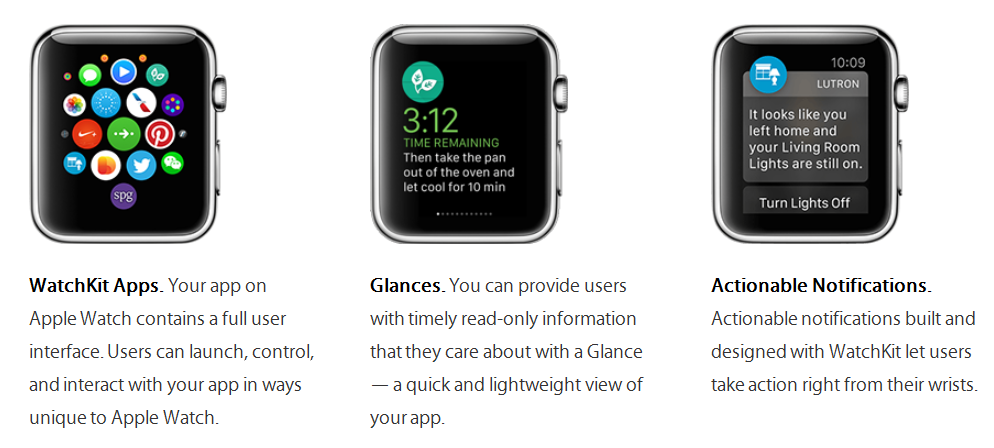 spg
3:12
TIME REMAINING
Then take the pan
out of the oven and
let cool for 10 min
10:09
LUTRON
It looks like you
left home and
your Living Room
Lights are still on.
Turn Lights Off
WatchKit Apps. Your app on
Apple Watch contains a full user
interface. Users can launch, control,
and interact with your app in ways
unique to Apple Watch.
Glances. You can provide users
with timely read-only information
that they care about with a Glance
— a quick and lightweight view of
your app.
Actionable Notifications.
Actionable notifications built and
designed with WatchKit let users
take action right from their wrists.